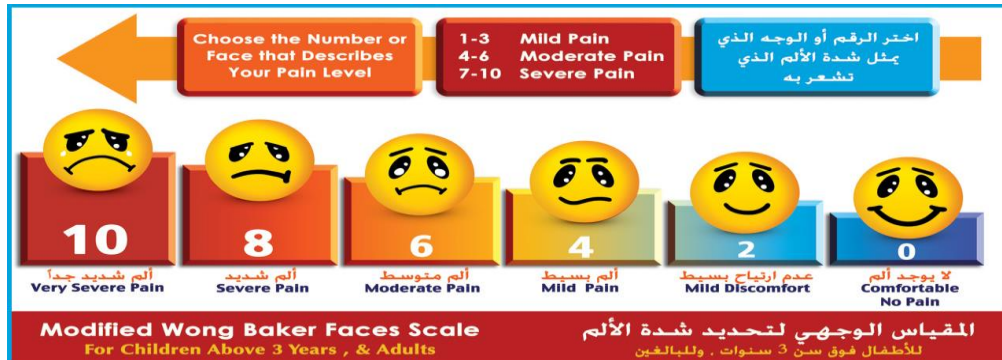 Choose the Number or
Face that Describes
Your Pain Level
1-3 Mild Pain
4-6 Moderate Pain
7-10 Severe Pain
اختر الرقم أو الوجه الذي
يمثل شدة الألم الذي
تشعر به
10
8
6
4
2
0
ألم شديد جداً
ألم شديد
ألم متوسط
ألم بسيط
عدم ارتياح بسيط
لا يوجد ألم
Very Severe Pain
Severe Pain
Moderate Pain
Mild Pain
Mild Discomfort
Comfortable
No Pain
Modified Wong Baker Faces Scale
For Children Above 3 Years , & Adults
المقياس الوجهي لتحديد شدة الألم
للأطفال فوق سن 3 سنوات , وللبالغين